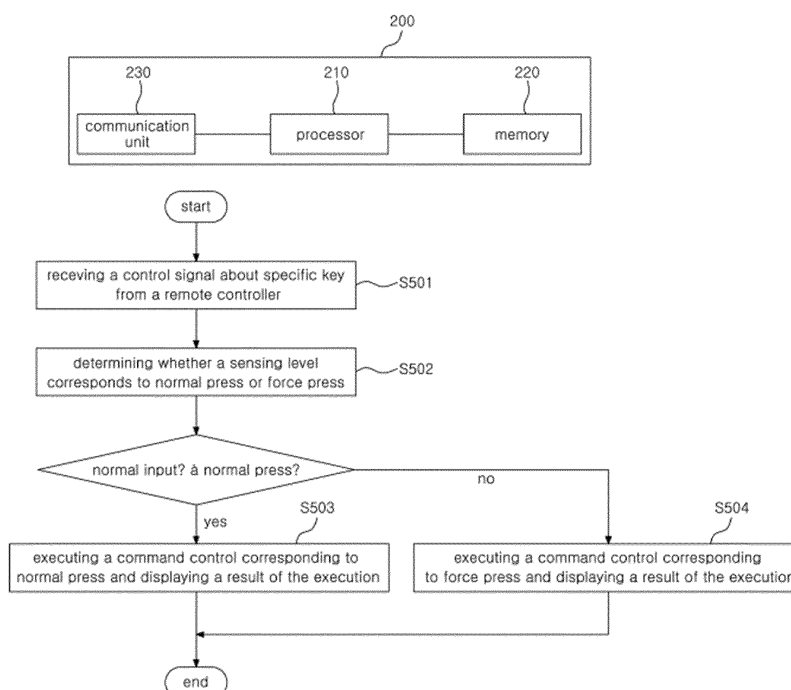 200
230
210
220
communication
unit
processor
memory
start
receving a control signal about specific key
from a remote controller
S501
determining whether a sensing level
corresponds to normal press or force press
S502
normal input? à normal press?
no
yes
S503
S504
executing a command control corresponding to
normal press and displaying a result of the execution
executing a command control corresponding
to force press and displaying a result of the execution
end